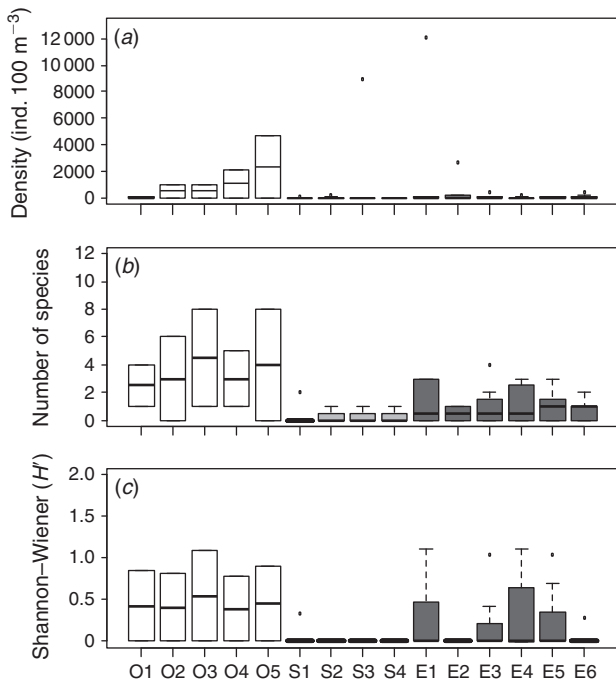 (a)
Density (ind. 100 m⁻³)
12 000
10 000
8000
6000
4000
2000
0
(b)
Number of species
12
10
8
6
4
2
0
(c)
Shannon–Wiener (H′)
2.0
1.5
1.0
0.5
0
O1 O2 O3 O4 O5 S1 S2 S3 S4 E1 E2 E3 E4 E5 E6